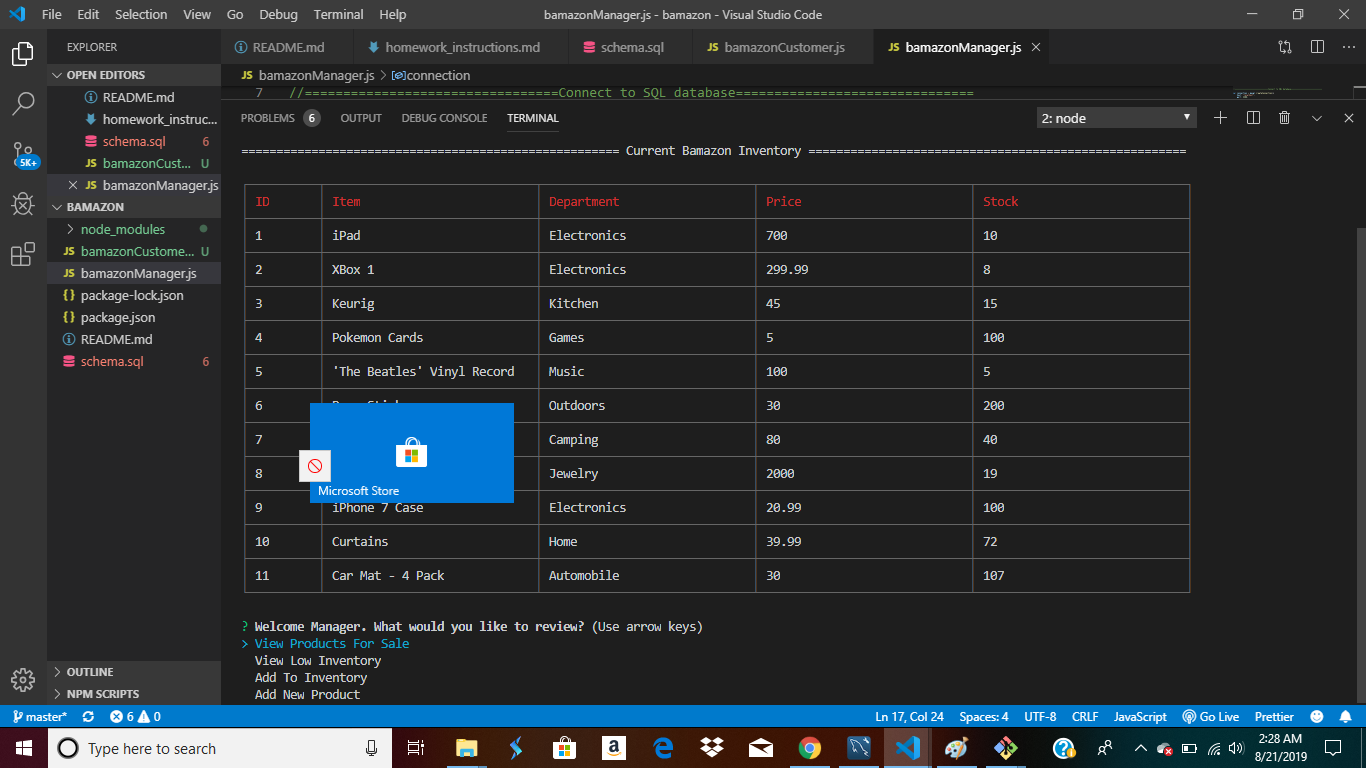 File Edit Selection View Go Debug Terminal Help bamazonManager.js - bamazon - Visual Studio Code
EXPLORER README.md homework_instructions.md schema.sql JS bamazonCustomer.js JS bamazonManager.js
OPEN EDITORS JS bamazonManager.js > connection
7 //================================Connect to SQL database==============================
README.md
homework_instruc...
schema.sql 6
JS bamazonCust... U
JS bamazonManager.js
5K+
BAMAZON
node_modules
JS bamazonCustome... U
JS bamazonManager.js
{} package-lock.json
{} package.json
README.md
schema.sql 6
OUTLINE
NPM SCRIPTS
PROBLEMS 6 OUTPUT DEBUG CONSOLE TERMINAL 2: node
====================================================== Current Bamazon Inventory ======================================================
ID Item Department Price Stock
1 iPad Electronics 700 10
2 XBox 1 Electronics 299.99 8
3 Keurig Kitchen 45 15
4 Pokemon Cards Games 5 100
5 'The Beatles' Vinyl Record Music 100 5
6 Outdoors 30 200
7 Camping 80 40
8 Jewelry 2000 19
Microsoft Store
9 iPhone 7 Case Electronics 20.99 100
10 Curtains Home 39.99 72
11 Car Mat - 4 Pack Automobile 30 107
? Welcome Manager. What would you like to review? (Use arrow keys)
> View Products For Sale
View Low Inventory
Add To Inventory
Add New Product
master* 6 0 Ln 17, Col 24 Spaces: 4 UTF-8 CRLF JavaScript Go Live Prettier
Type here to search
2:28 AM
8/21/2019